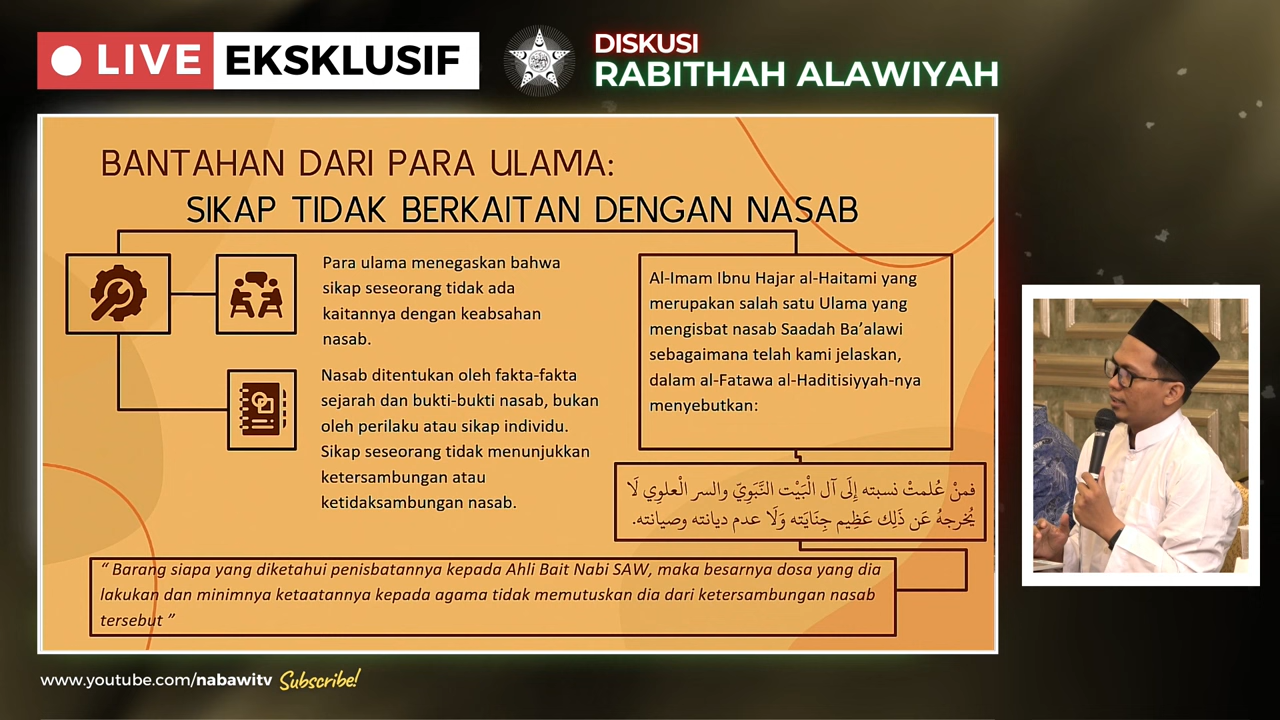 LIVE EKSKLUSIF
DISKUSI
RABITHAH ALAWIYAH
BANTAHAN DARI PARA ULAMA:
SIKAP TIDAK BERKAITAN DENGAN NASAB
Para ulama menegaskan bahwa
sikap seseorang tidak ada
kaitannya dengan keabsahan
nasab.
Nasab ditentukan oleh fakta-fakta
sejarah dan bukti-bukti nasab, bukan
oleh perilaku atau sikap individu.
Sikap seseorang tidak menunjukkan
ketersambungan atau
ketidaksambungan nasab.
Al-Imam Ibnu Hajar al-Haitami yang
merupakan salah satu Ulama yang
mengisbat nasab Saadah Ba’alawi
sebagaimana telah kami jelaskan,
dalam al-Fatawa al-Haditisiyyah-nya
menyebutkan:
فمنْ عُلمتْ نسبته إِلَى آل الْبَيْت النَّبَوِيّ والسر الْعلوِي لَا
يُخرجهُ عَن ذَلِك عَظِيم جِنَايَته وَلَا عدم ديانته وصيانته.
“ Barang siapa yang diketahui penisbatannya kepada Ahli Bait Nabi SAW, maka besarnya dosa yang dia
lakukan dan minimnya ketaatannya kepada agama tidak memutuskan dia dari ketersambungan nasab
tersebut ”
www.youtube.com/nabawitv Subscribe!